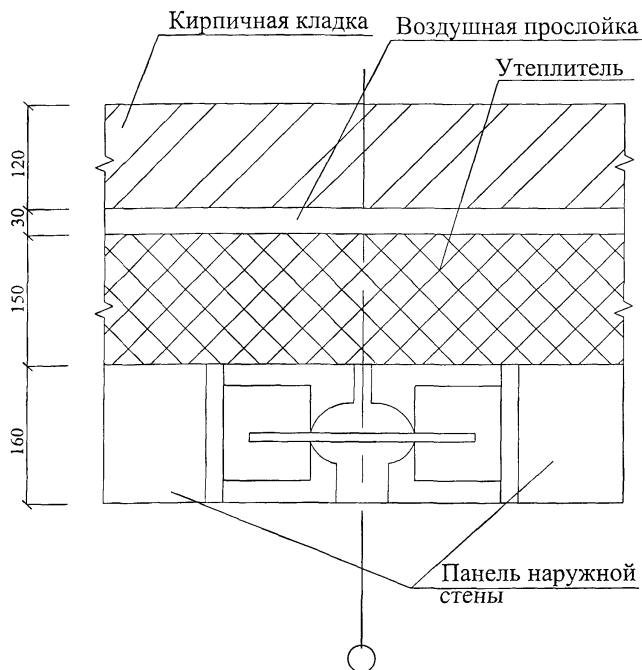 Кирпичная кладка
Воздушная прослойка
Утеплитель
120
30
150
160
Панель наружной
стены